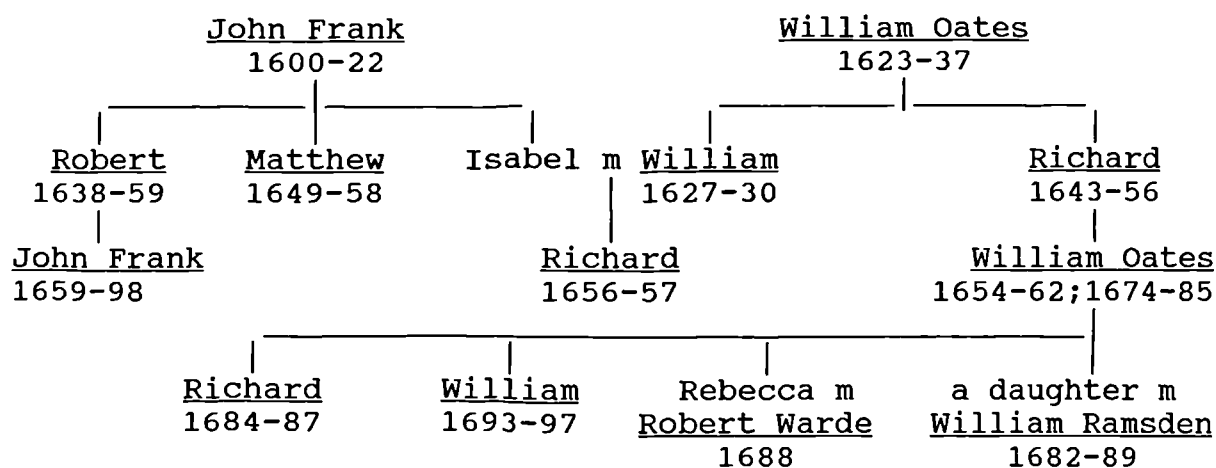 John Frank William Oates
1600-22 1623-37
Robert Matthew Isabel m William Richard
1638-59 1649-58 1627-30 1643-56
John Frank Richard William Oates
1659-98 1656-57 1654-62;1674-85
Richard William Rebecca m a daughter m
1684-87 1693-97 Robert Warde William Ramsden
1688 1682-89